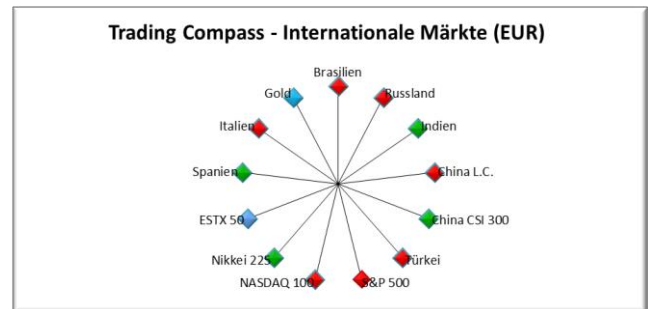 Trading Compass - Internationale Märkte (EUR)
Brasilien
Gold
Russland
Italien
Indien
Spanien
China L.C.
ESTX 50
China CSI 300
Nikkei 225
Türkei
NASDAQ 100
S&P 500